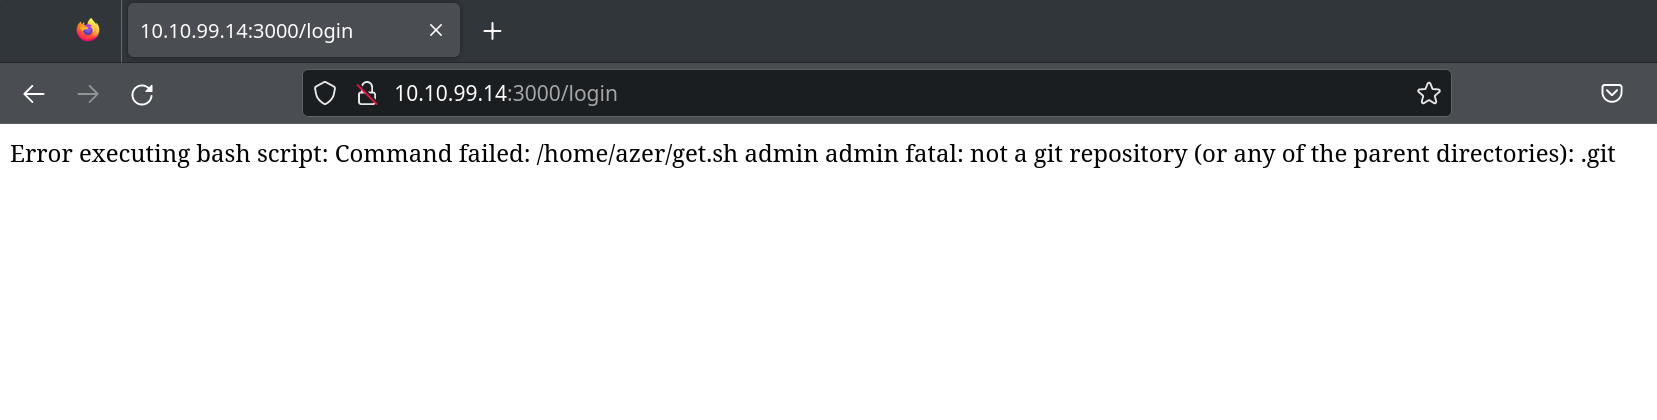 10.10.99.14:3000/login
10.10.99.14:3000/login
Error executing bash script: Command failed: /home/azer/get.sh admin admin fatal: not a git repository (or any of the parent directories): .git